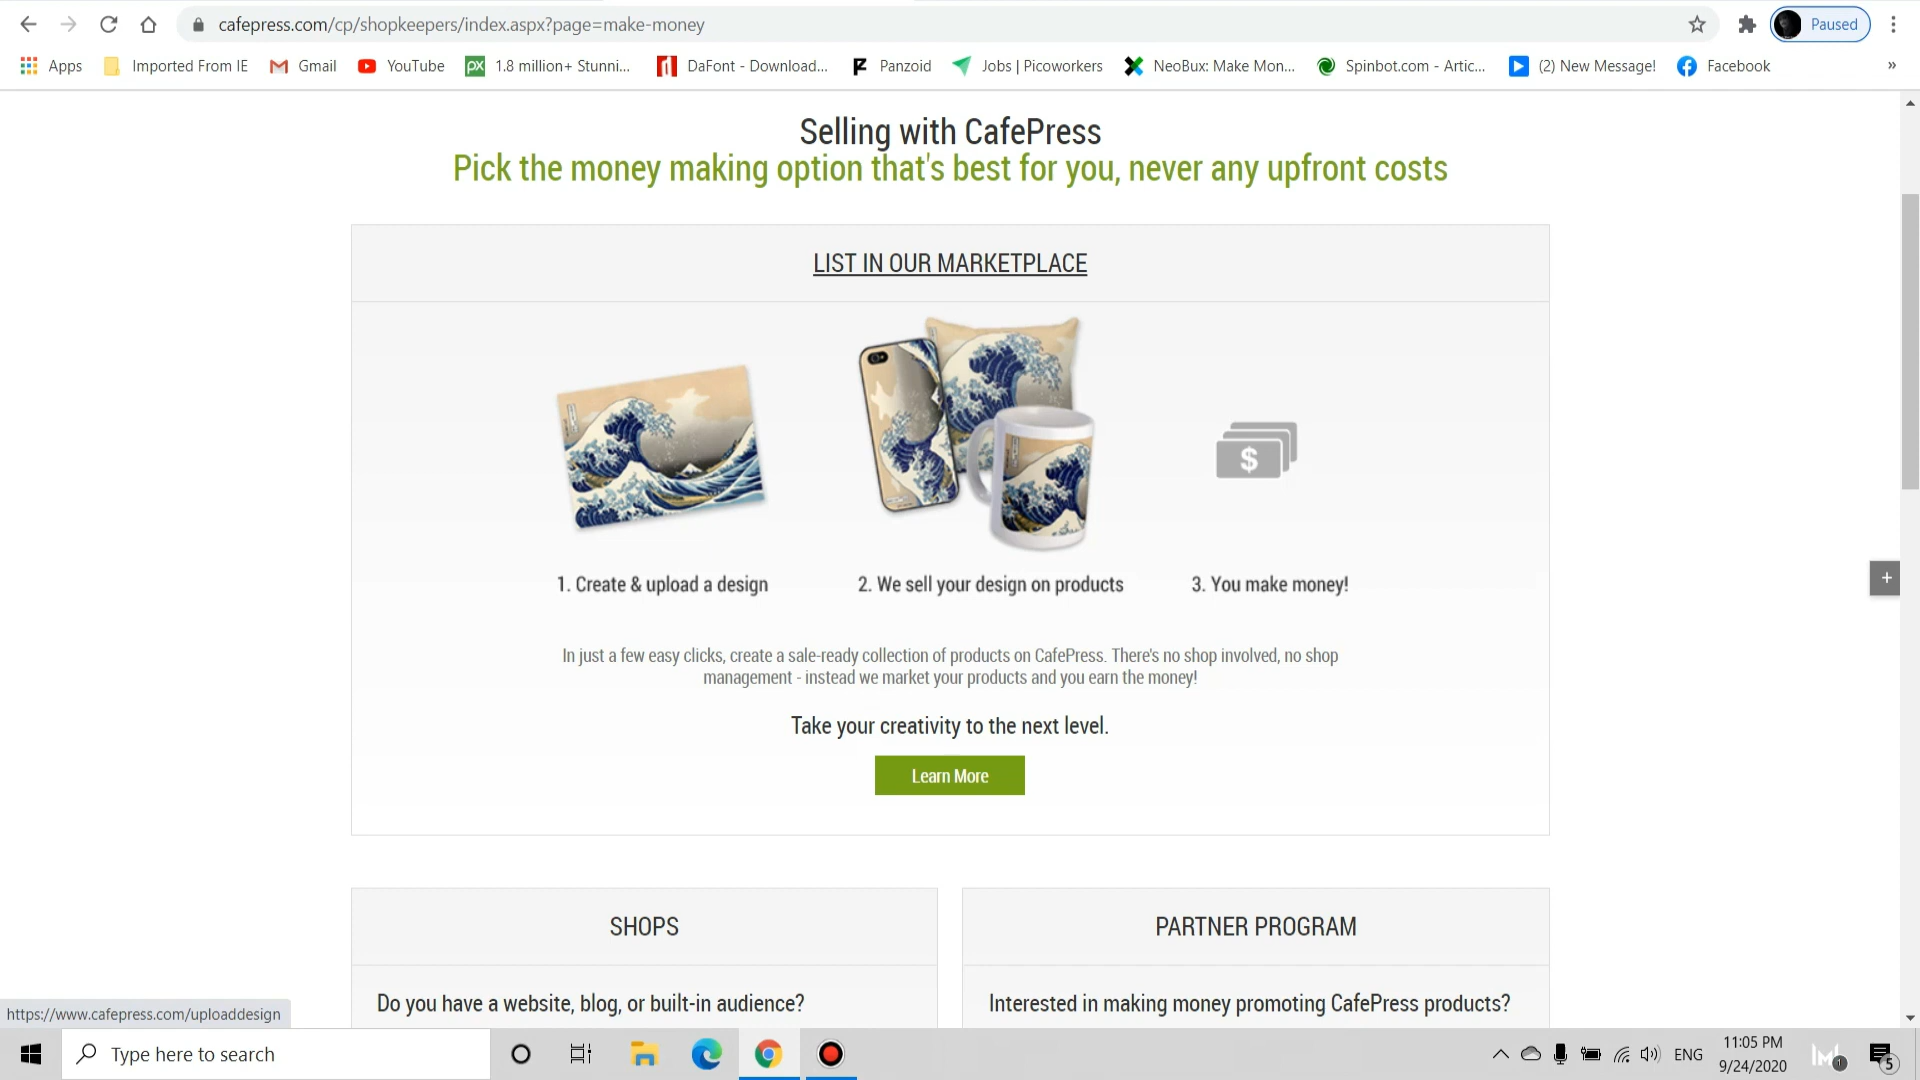 cafepress.com/cp/shopkeepers/index.aspx?page=make-money
Paused
Apps
Imported From IE
Gmail
YouTube
px
1.8 million+ Stunni...
DaFont - Download...
Panzoid
Jobs | Picoworkers
NeoBux: Make Mon...
Spinbot.com - Artic...
(2) New Message!
Facebook
»
Selling with CafePress
Pick the money making option that's best for you, never any upfront costs
LIST IN OUR MARKETPLACE
$
1. Create & upload a design
2. We sell your design on products
3. You make money!
In just a few easy clicks, create a sale-ready collection of products on CafePress. There's no shop involved, no shop
management - instead we market your products and you earn the money!
Take your creativity to the next level.
Learn More
+
SHOPS
PARTNER PROGRAM
Do you have a website, blog, or built-in audience?
Interested in making money promoting CafePress products?
https://www.cafepress.com/uploaddesign
Type here to search
ENG
11:05 PM
9/24/2020
1
5